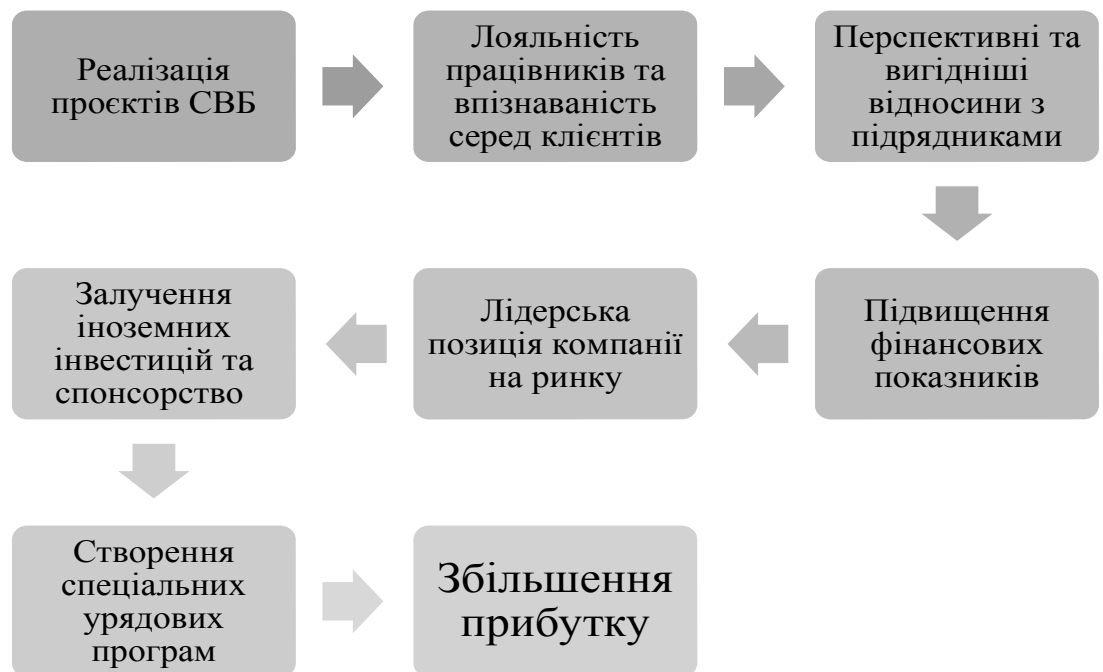 Реалізація
проєктів СВБ
Лояльність
працівників та
впізнаваність
серед клієнтів
Перспективні та
вигідніші
відносини з
підрядниками
Підвищення
фінансових
показників
Лідерська
позиція компанії
на ринку
Залучення
іноземних
інвестицій та
спонсорство
Створення
спеціальних
урядових
програм
Збільшення
прибутку